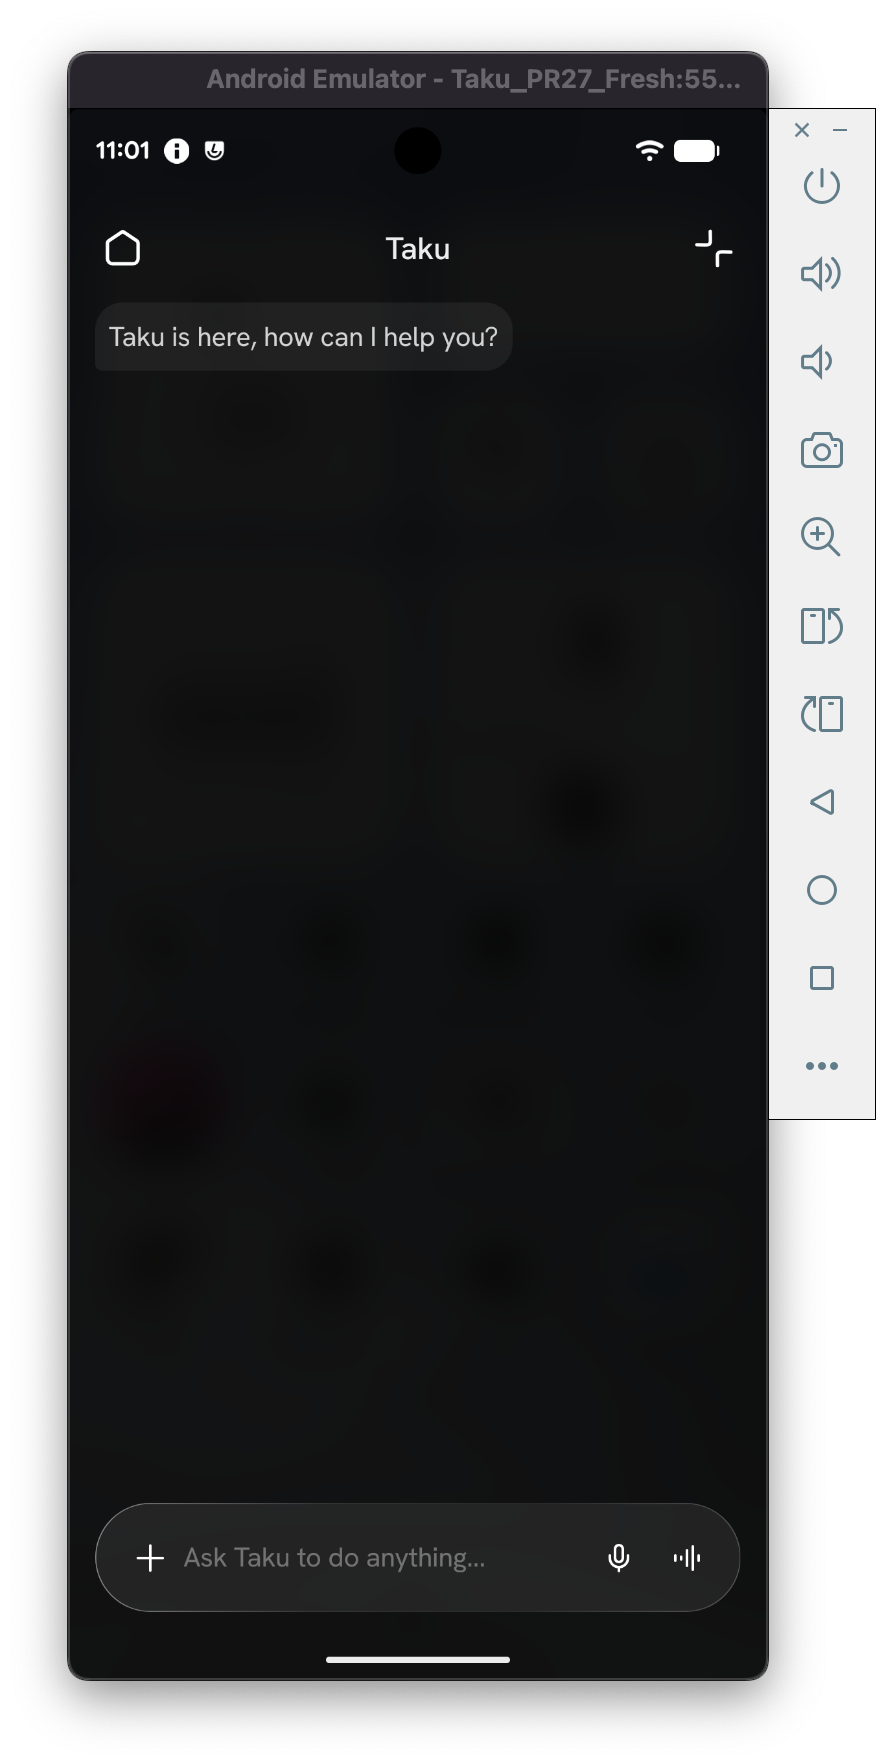 Android Emulator - Taku_PR27_Fresh:55...
11:01
Taku
Taku is here, how can I help you?
Ask Taku to do anything...